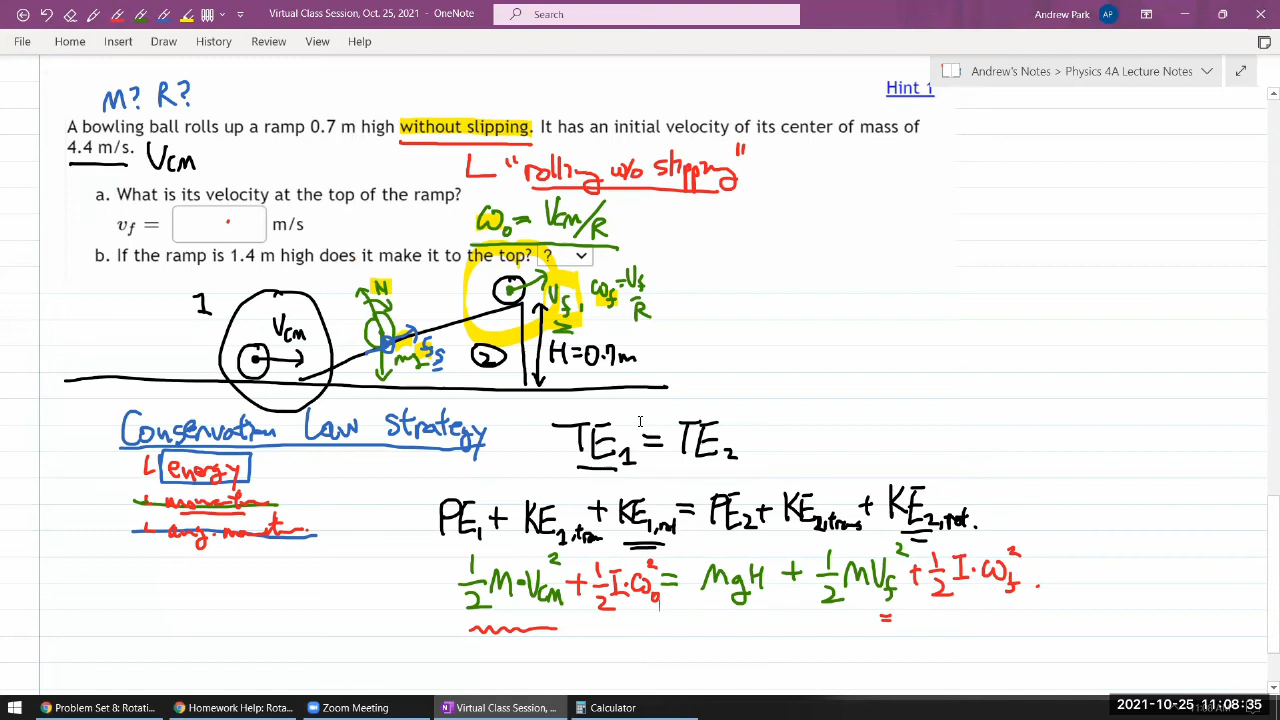 Virtual Class Session, Oct 25, 2021 - OneNote
Search
Andrew Park
AP
File Home Insert Draw History Review View Help
Andrew's Notes > Physics 4A Lecture Notes
M? R?
Hint 1
A bowling ball rolls up a ramp 0.7 m high without slipping. It has an initial velocity of its center of mass of
4.4 m/s. Vcm
L "rolling w/o slipping"
a. What is its velocity at the top of the ramp?
vf = m/s
ω₀ = Vcm/R
b. If the ramp is 1.4 m high does it make it to the top? ?
1
Vcm
N
mg
fs
Vf, ωf = Vf/R
2
H = 0.7m
Conservation Law Strategy
TE₁ = TE₂
L energy
L momentum
L ang. moment.
PE₁ + KE₁,tran + KE₁,rot = PE₂ + KE₂,trans + KE₂,rot.
1/2 M·Vcm² + 1/2 I·ω₀² = MgH + 1/2 MVf² + 1/2 I·ωf².
Problem Set & Rotati...
Homework Help: Rota...
Zoom Meeting
Virtual Class Session,...
Calculator
2021-10-25 11:08:35